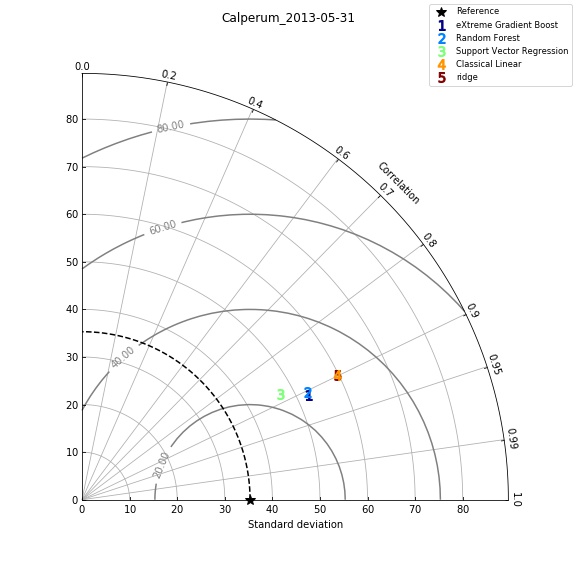 Calperum_2013-05-31
Reference
1 eXtreme Gradient Boost
2 Random Forest
3 Support Vector Regression
4 Classical Linear
5 ridge
0.0
0.2
0.4
0.6
Correlation
0.7
0.8
0.9
0.95
0.99
1.0
80.00
60.00
40.00
20.00
80
70
60
50
40
30
20
10
0
3
2
1
4
0 10 20 30 40 50 60 70 80
Standard deviation